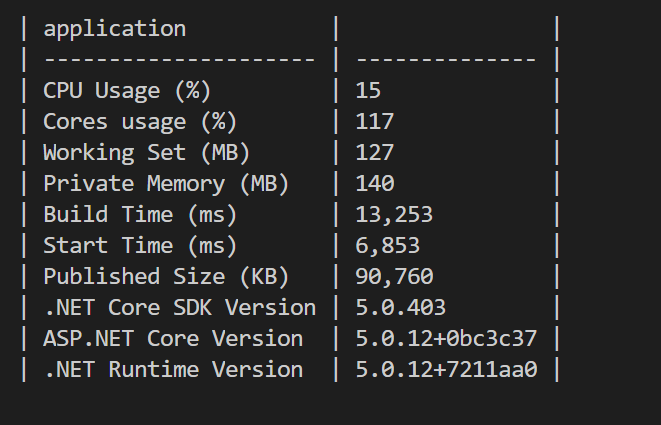 | application           |                |
| --------------------- | -------------- |
| CPU Usage (%)         | 15             |
| Cores usage (%)       | 117            |
| Working Set (MB)      | 127            |
| Private Memory (MB)   | 140            |
| Build Time (ms)       | 13,253         |
| Start Time (ms)       | 6,853          |
| Published Size (KB)   | 90,760         |
| .NET Core SDK Version | 5.0.403        |
| ASP.NET Core Version  | 5.0.12+0bc3c37 |
| .NET Runtime Version  | 5.0.12+7211aa0 |